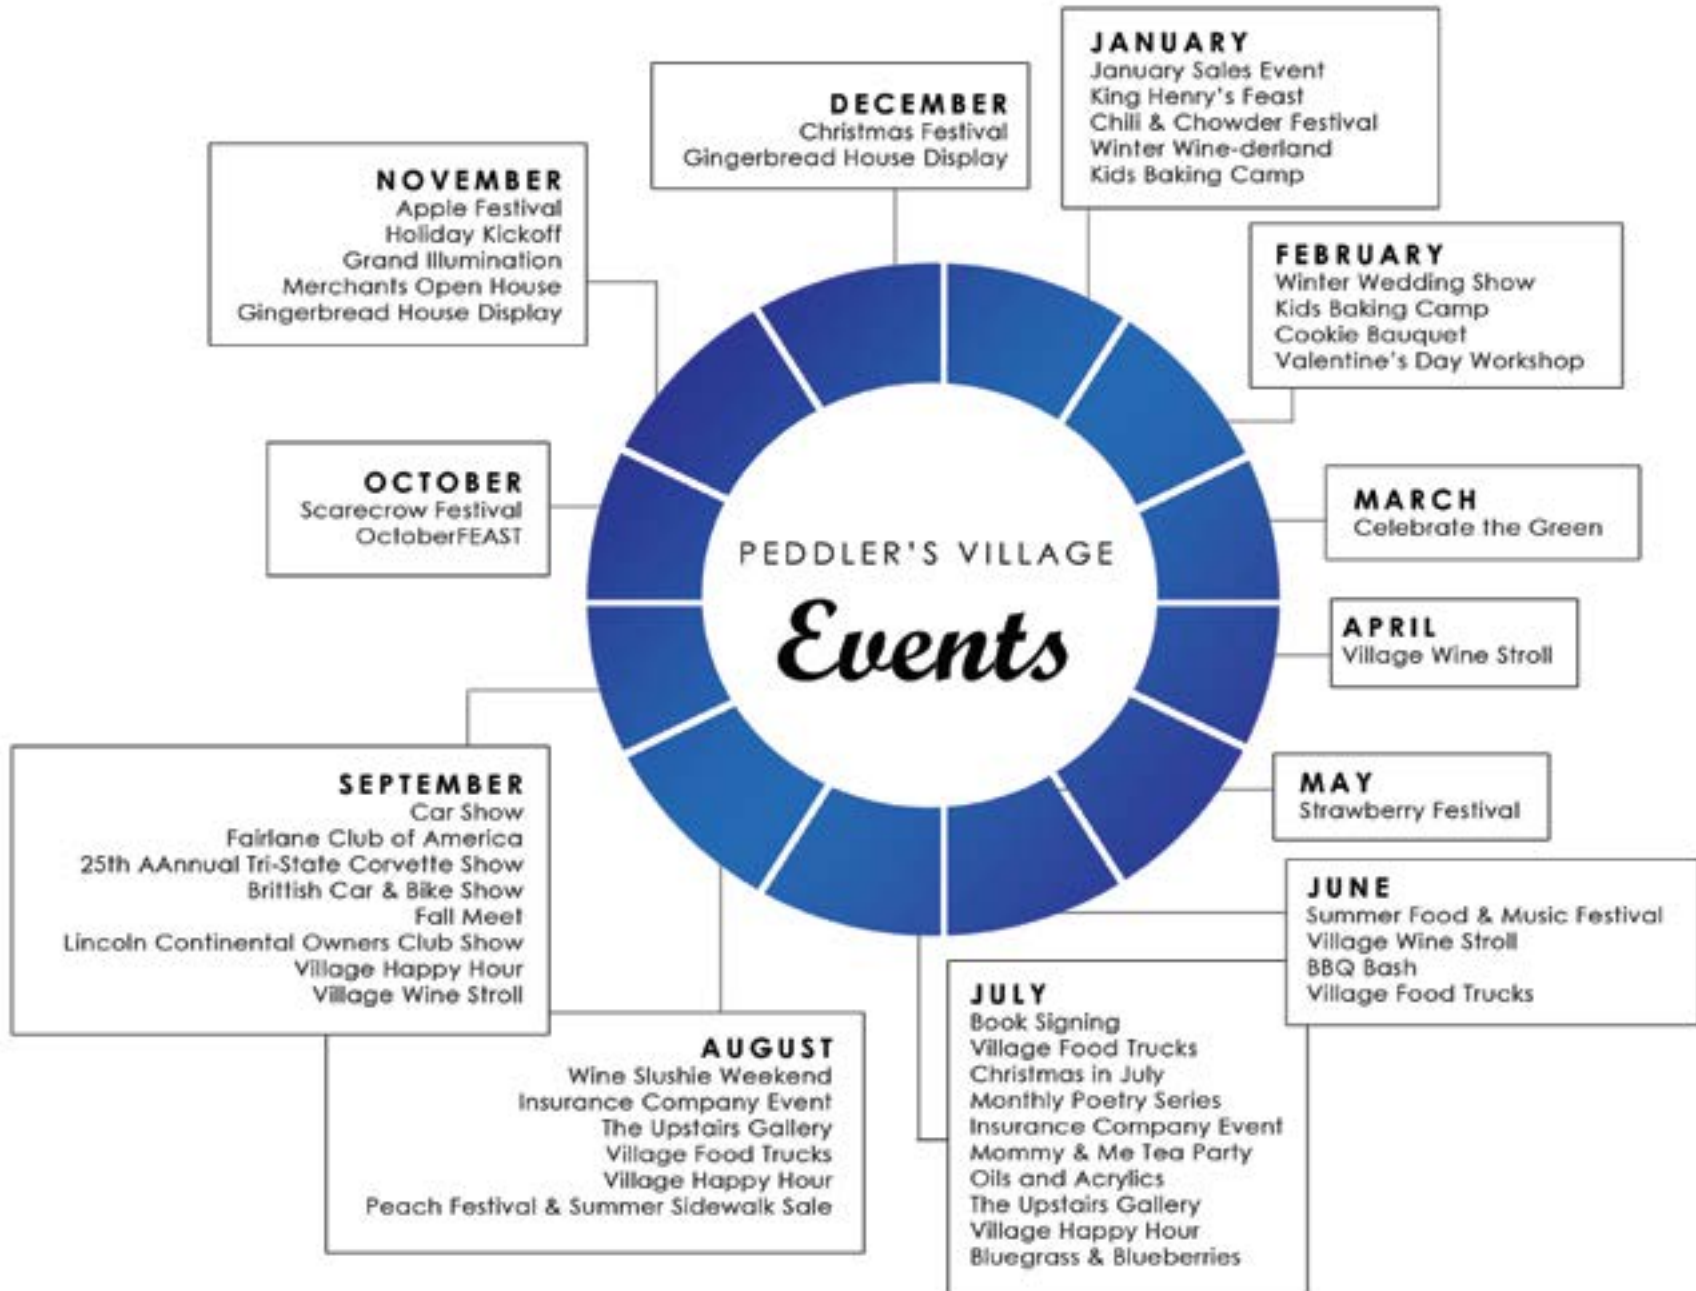 JANUARY
January Sales Event
King Henry's Feast
Chili & Chowder Festival
Winter Wine-derland
Kids Baking Camp
FEBRUARY
Winter Wedding Show
Kids Baking Camp
Cookie Bauquet
Valentine's Day Workshop
MARCH
Celebrate the Green
APRIL
Village Wine Stroll
MAY
Strawberry Festival
JUNE
Summer Food & Music Festival
Village Wine Stroll
BBQ Bash
Village Food Trucks
JULY
Book Signing
Village Food Trucks
Christmas in July
Monthly Poetry Series
Insurance Company Event
Mommy & Me Tea Party
Oils and Acrylics
The Upstairs Gallery
Village Happy Hour
Bluegrass & Blueberries
AUGUST
Wine Slushie Weekend
Insurance Company Event
The Upstairs Gallery
Village Food Trucks
Village Happy Hour
Peach Festival & Summer Sidewalk Sale
SEPTEMBER
Car Show
Fairlane Club of America
25th AAnnual Tri-State Corvette Show
Brittish Car & Bike Show
Fall Meet
Lincoln Continental Owners Club Show
Village Happy Hour
Village Wine Stroll
OCTOBER
Scarecrow Festival
OctoberFEAST
NOVEMBER
Apple Festival
Holiday Kickoff
Grand Illumination
Merchants Open House
Gingerbread House Display
DECEMBER
Christmas Festival
Gingerbread House Display
PEDDLER'S VILLAGE
Events